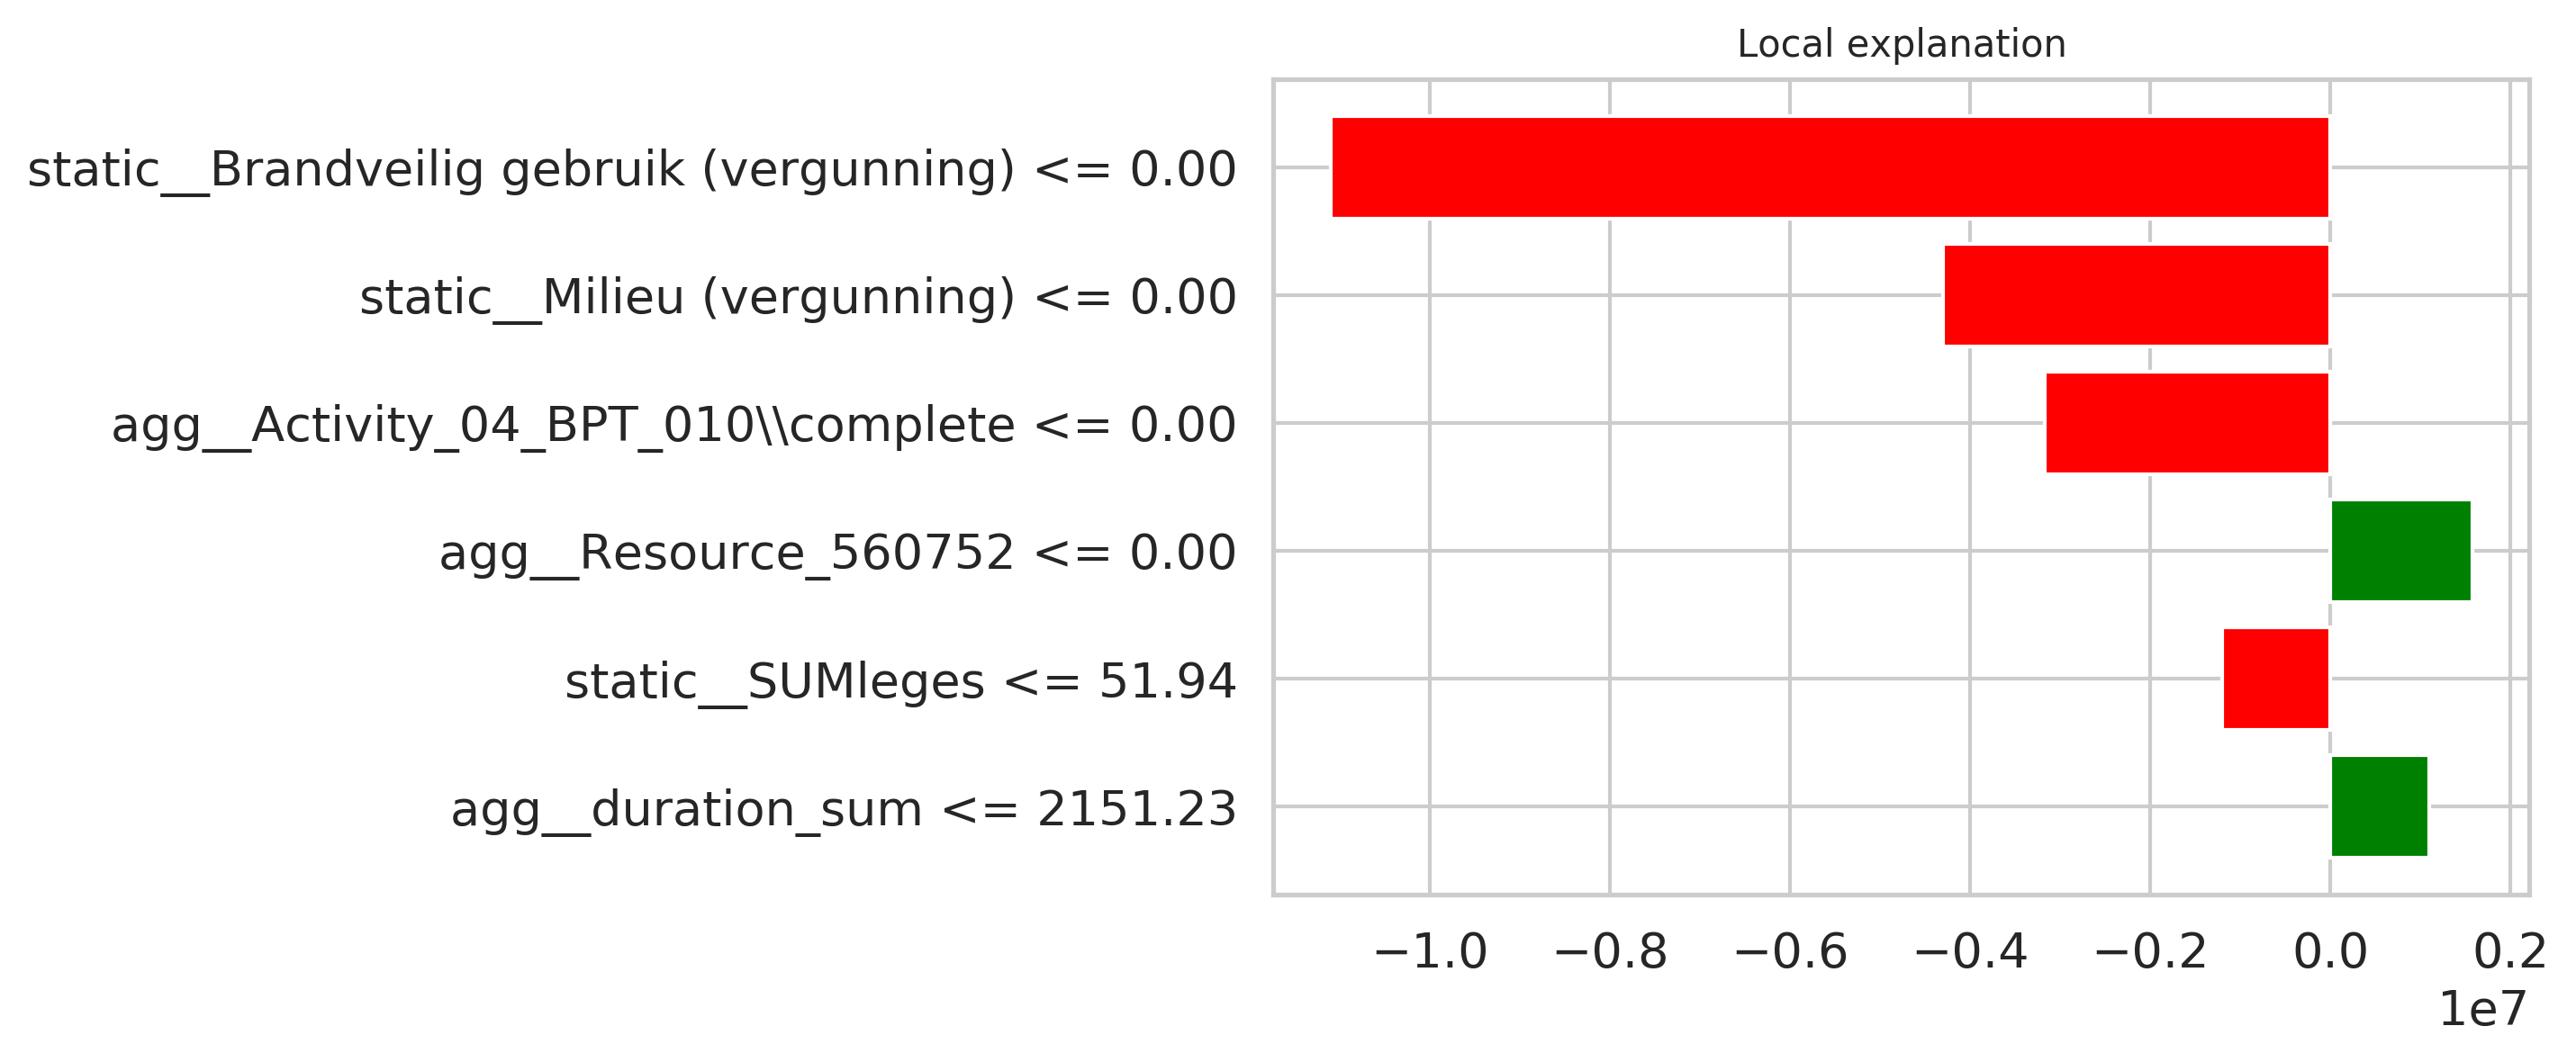 Local explanation
static__Brandveilig gebruik (vergunning) <= 0.00
static__Milieu (vergunning) <= 0.00
agg__Activity_04_BPT_010\\complete <= 0.00
agg__Resource_560752 <= 0.00
static__SUMleges <= 51.94
agg__duration_sum <= 2151.23
−1.0 −0.8 −0.6 −0.4 −0.2 0.0 0.2
1e7